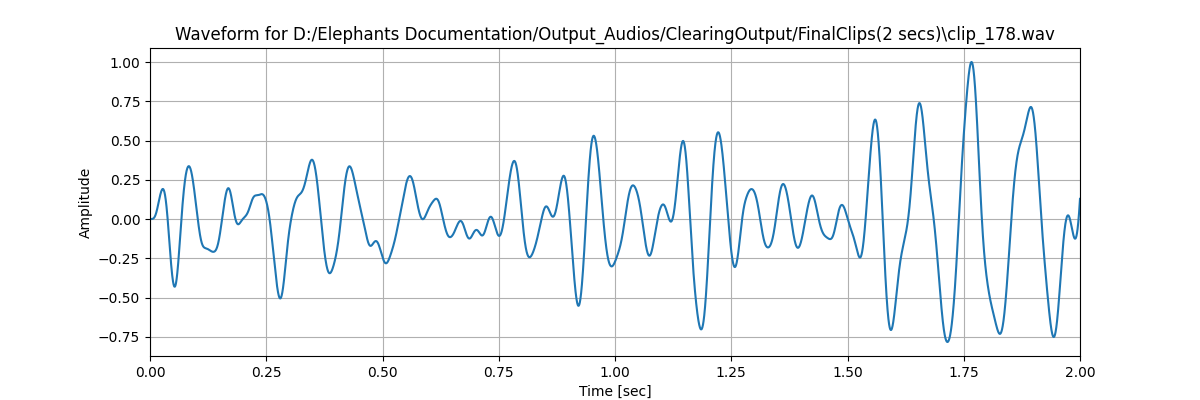 Waveform for D:/Elephants Documentation/Output_Audios/ClearingOutput/FinalClips(2 secs)\clip_178.wav
1.00
0.75
0.50
0.25
0.00
−0.25
−0.50
−0.75
Amplitude
0.00 0.25 0.50 0.75 1.00 1.25 1.50 1.75 2.00
Time [sec]